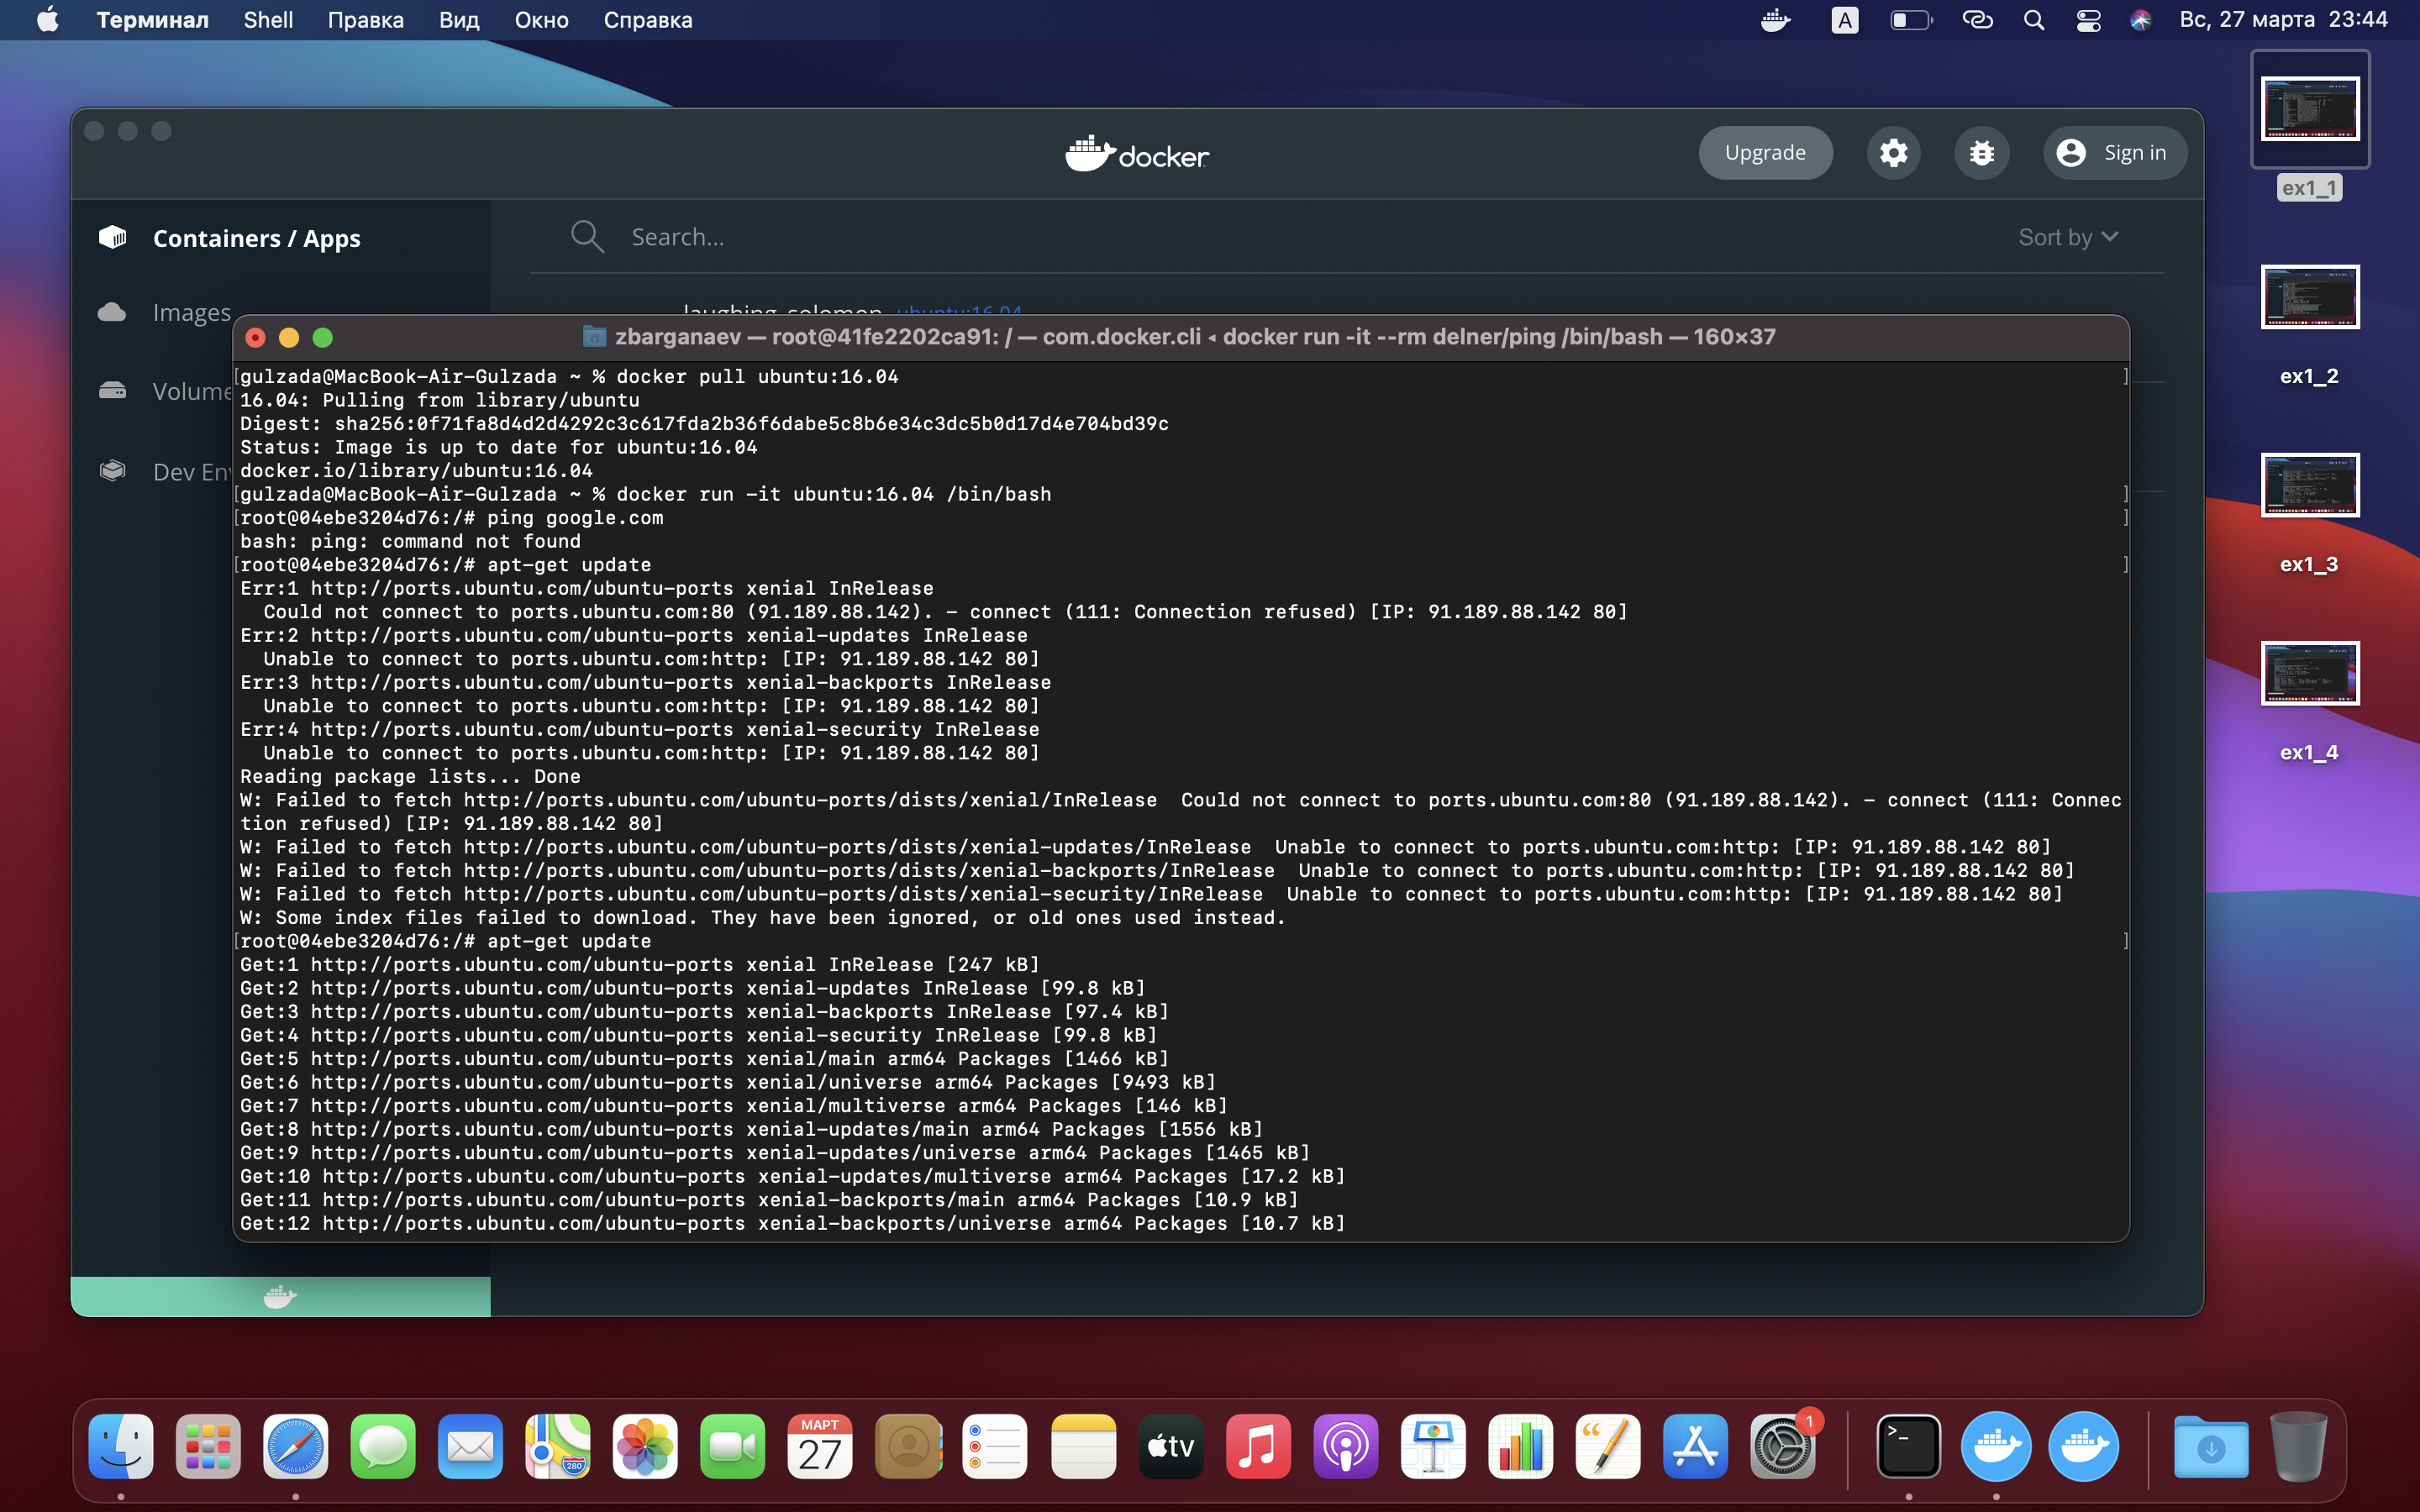 Терминал Shell Правка Вид Окно Справка A Вс, 27 марта 23:44
docker Upgrade Sign in
ex1_1
Containers / Apps Search... Sort by
Images laughing_solomon ubuntu:16.04
zbarganaev — root@41fe2202ca91: / — com.docker.cli ◂ docker run -it --rm delner/ping /bin/bash — 160×37
Volume
Dev En
[gulzada@MacBook-Air-Gulzada ~ % docker pull ubuntu:16.04 ]
16.04: Pulling from library/ubuntu
Digest: sha256:0f71fa8d4d2d4292c3c617fda2b36f6dabe5c8b6e34c3dc5b0d17d4e704bd39c
Status: Image is up to date for ubuntu:16.04
docker.io/library/ubuntu:16.04
[gulzada@MacBook-Air-Gulzada ~ % docker run -it ubuntu:16.04 /bin/bash ]
[root@04ebe3204d76:/# ping google.com ]
bash: ping: command not found
[root@04ebe3204d76:/# apt-get update ]
Err:1 http://ports.ubuntu.com/ubuntu-ports xenial InRelease
  Could not connect to ports.ubuntu.com:80 (91.189.88.142). - connect (111: Connection refused) [IP: 91.189.88.142 80]
Err:2 http://ports.ubuntu.com/ubuntu-ports xenial-updates InRelease
  Unable to connect to ports.ubuntu.com:http: [IP: 91.189.88.142 80]
Err:3 http://ports.ubuntu.com/ubuntu-ports xenial-backports InRelease
  Unable to connect to ports.ubuntu.com:http: [IP: 91.189.88.142 80]
Err:4 http://ports.ubuntu.com/ubuntu-ports xenial-security InRelease
  Unable to connect to ports.ubuntu.com:http: [IP: 91.189.88.142 80]
Reading package lists... Done
W: Failed to fetch http://ports.ubuntu.com/ubuntu-ports/dists/xenial/InRelease  Could not connect to ports.ubuntu.com:80 (91.189.88.142). - connect (111: Connec
tion refused) [IP: 91.189.88.142 80]
W: Failed to fetch http://ports.ubuntu.com/ubuntu-ports/dists/xenial-updates/InRelease  Unable to connect to ports.ubuntu.com:http: [IP: 91.189.88.142 80]
W: Failed to fetch http://ports.ubuntu.com/ubuntu-ports/dists/xenial-backports/InRelease  Unable to connect to ports.ubuntu.com:http: [IP: 91.189.88.142 80]
W: Failed to fetch http://ports.ubuntu.com/ubuntu-ports/dists/xenial-security/InRelease  Unable to connect to ports.ubuntu.com:http: [IP: 91.189.88.142 80]
W: Some index files failed to download. They have been ignored, or old ones used instead.
[root@04ebe3204d76:/# apt-get update ]
Get:1 http://ports.ubuntu.com/ubuntu-ports xenial InRelease [247 kB]
Get:2 http://ports.ubuntu.com/ubuntu-ports xenial-updates InRelease [99.8 kB]
Get:3 http://ports.ubuntu.com/ubuntu-ports xenial-backports InRelease [97.4 kB]
Get:4 http://ports.ubuntu.com/ubuntu-ports xenial-security InRelease [99.8 kB]
Get:5 http://ports.ubuntu.com/ubuntu-ports xenial/main arm64 Packages [1466 kB]
Get:6 http://ports.ubuntu.com/ubuntu-ports xenial/universe arm64 Packages [9493 kB]
Get:7 http://ports.ubuntu.com/ubuntu-ports xenial/multiverse arm64 Packages [146 kB]
Get:8 http://ports.ubuntu.com/ubuntu-ports xenial-updates/main arm64 Packages [1556 kB]
Get:9 http://ports.ubuntu.com/ubuntu-ports xenial-updates/universe arm64 Packages [1465 kB]
Get:10 http://ports.ubuntu.com/ubuntu-ports xenial-updates/multiverse arm64 Packages [17.2 kB]
Get:11 http://ports.ubuntu.com/ubuntu-ports xenial-backports/main arm64 Packages [10.9 kB]
Get:12 http://ports.ubuntu.com/ubuntu-ports xenial-backports/universe arm64 Packages [10.7 kB]
ex1_2
ex1_3
ex1_4
280
МАРТ
27
tv
1
>_